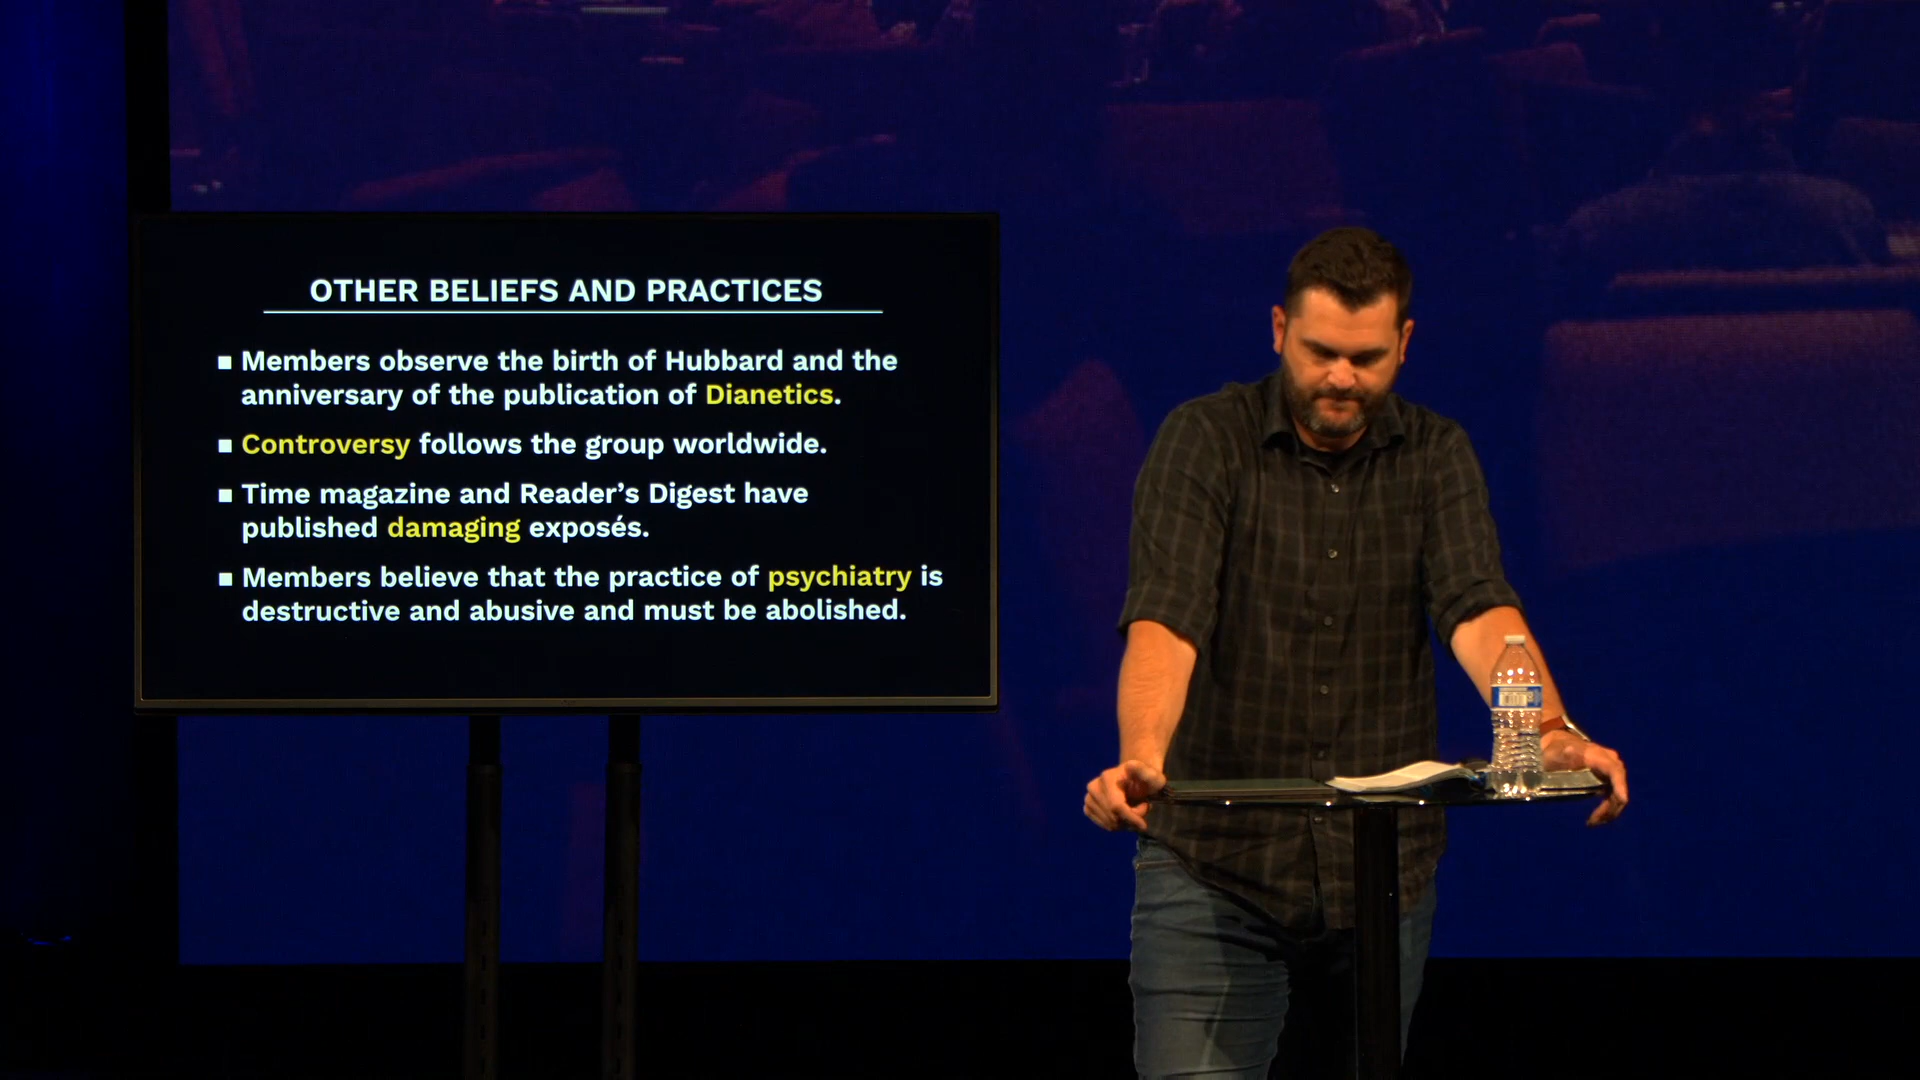 OTHER BELIEFS AND PRACTICES
▪ Members observe the birth of Hubbard and the
anniversary of the publication of Dianetics.
▪ Controversy follows the group worldwide.
▪ Time magazine and Reader’s Digest have
published damaging exposés.
▪ Members believe that the practice of psychiatry is
destructive and abusive and must be abolished.